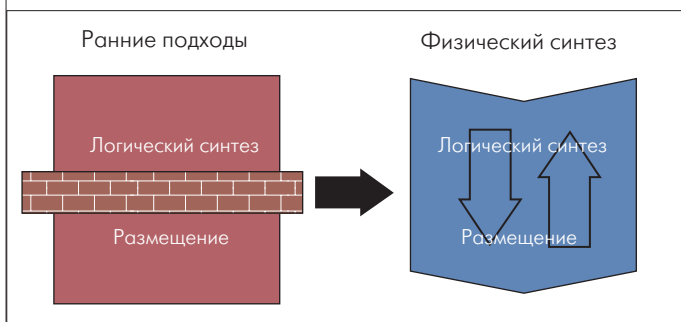 Ранние подходы
Физический синтез
Логический синтез
Логический синтез
Размещение
Размещение